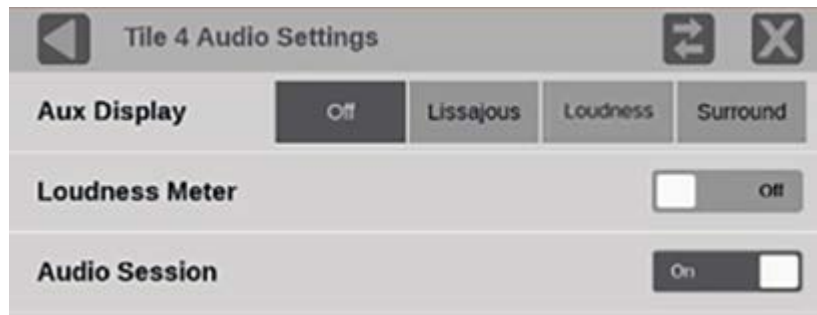 Tile 4 Audio Settings
Aux Display Off Lissajous Loudness Surround
Loudness Meter Off
Audio Session On